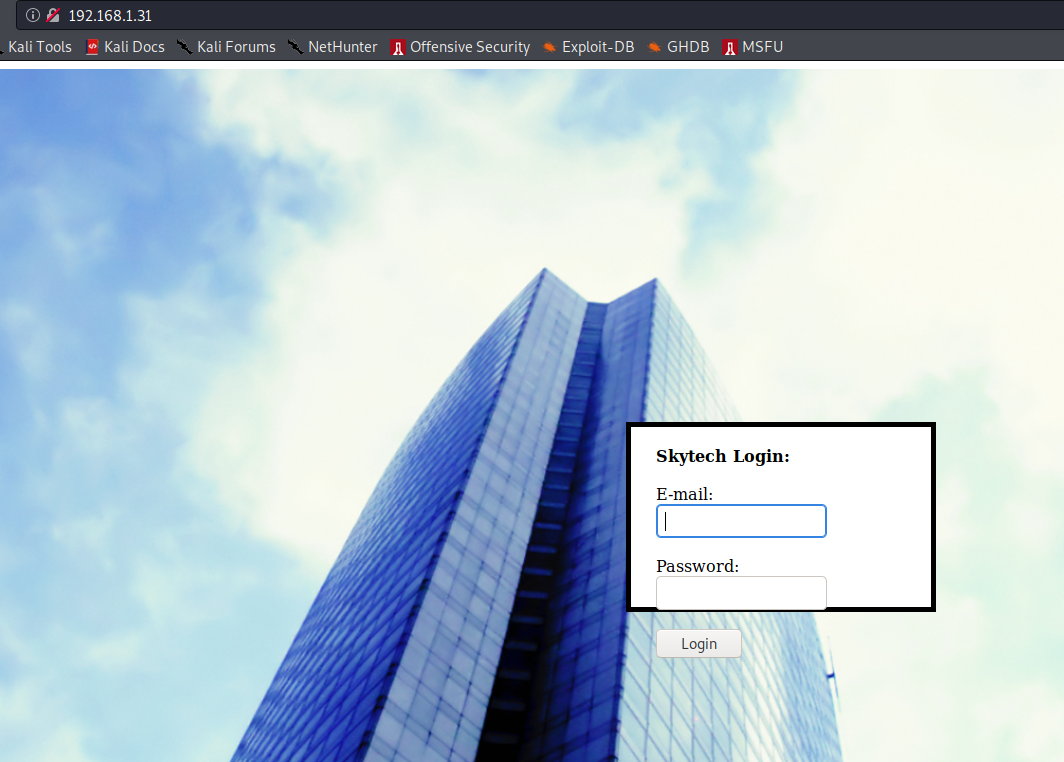 192.168.1.31
Kali Tools Kali Docs Kali Forums NetHunter Offensive Security Exploit-DB GHDB MSFU
Skytech Login:
E-mail:
Password:
Login